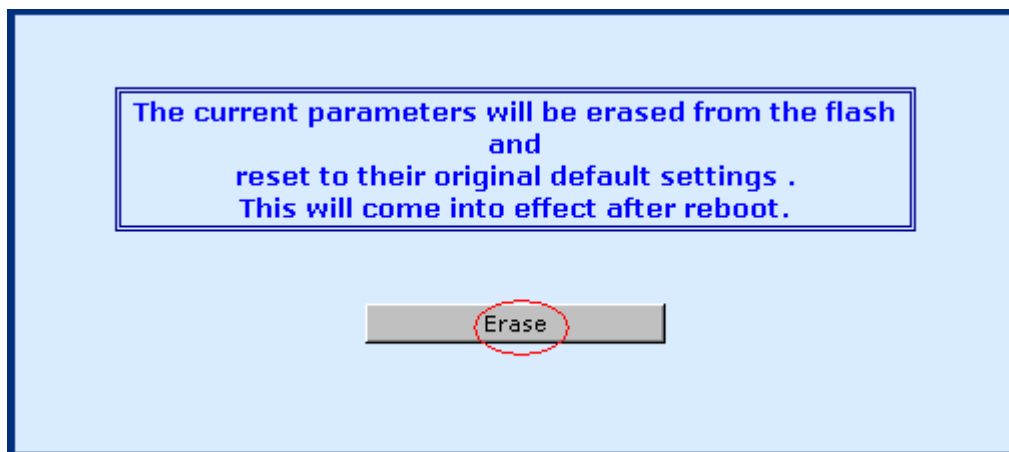 The current parameters will be erased from the flash
and
reset to their original default settings .
This will come into effect after reboot.
Erase